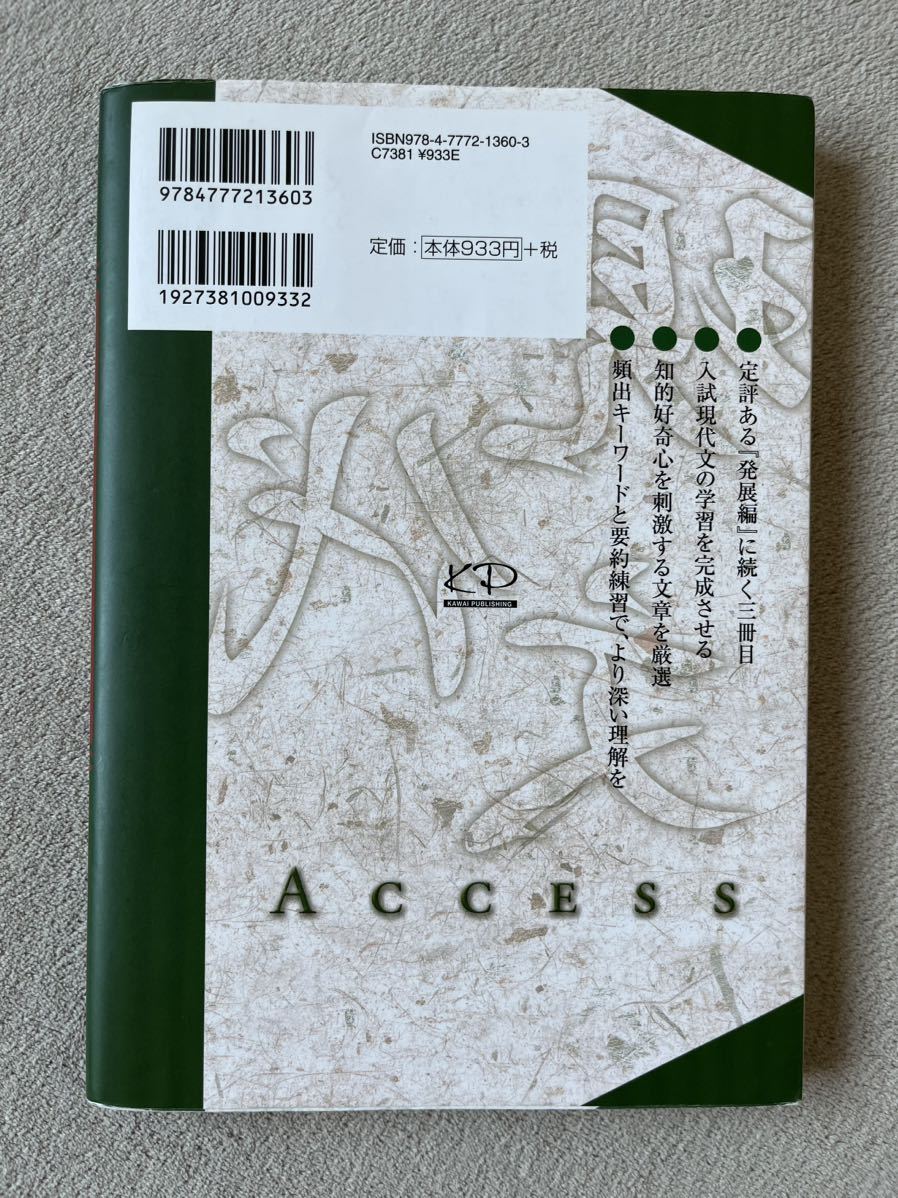 ISBN978-4-7772-1360-3
C7381 ¥933E
9784777213603
定価：本体933円＋税
1927381009332
●定評ある『発展編』に続く三冊目
●入試現代文の学習を完成させる
●知的好奇心を刺激する文章を厳選
●頻出キーワードと要約練習で、より深い理解を
KP
KAWAI PUBLISHING
ACCESS